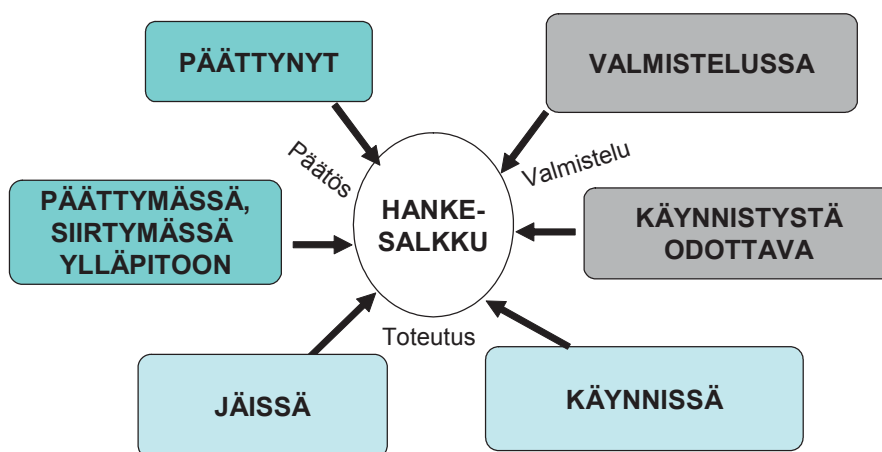 PÄÄTTYNYT
VALMISTELUSSA
Päätös
Valmistelu
PÄÄTTYMÄSSÄ,
SIIRTYMÄSSÄ
YLLÄPITOON
HANKE-
SALKKU
KÄYNNISTYSTÄ
ODOTTAVA
Toteutus
JÄISSÄ
KÄYNNISSÄ